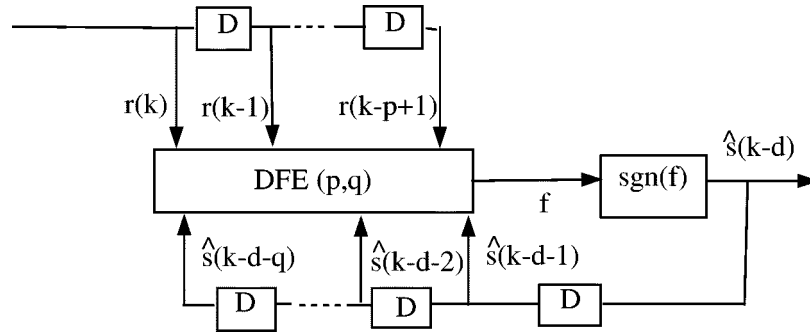 D D
r(k) r(k-1) r(k-p+1)
DFE (p,q) sgn(f) ŝ(k-d)
f
ŝ(k-d-q) ŝ(k-d-2) ŝ(k-d-1)
D D D